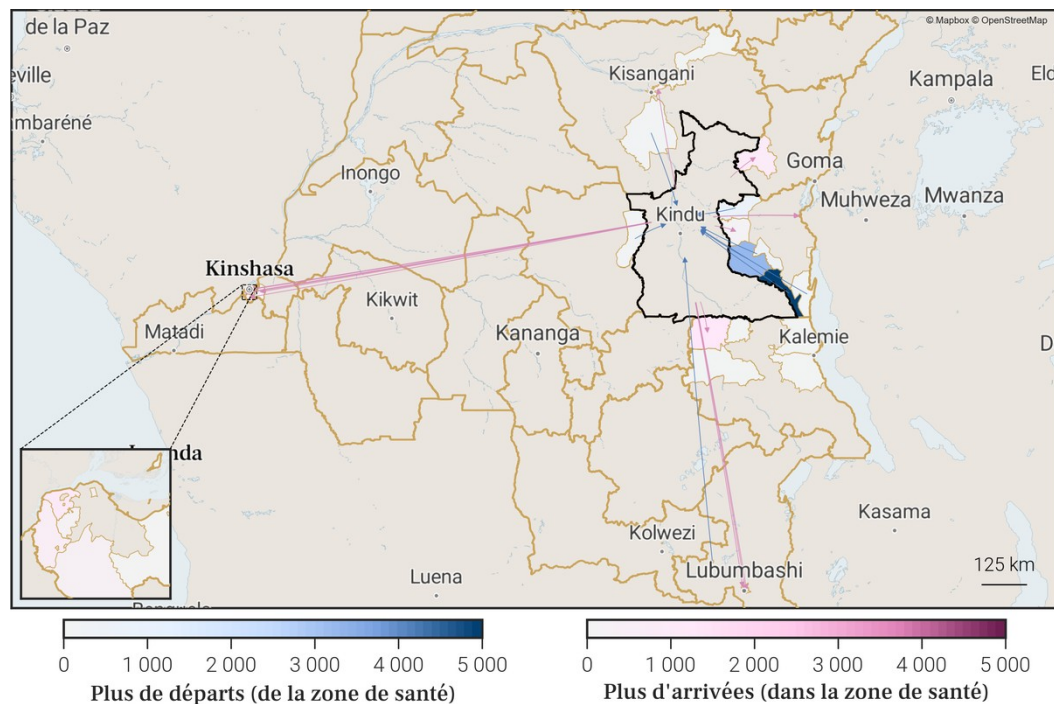 © Mapbox © OpenStreetMap
de la Paz
eville
mbaréné
Kisangani
Kampala
Eld
Inongo
Goma
Muhweza
Mwanza
Kindu
Kinshasa
Kikwit
Matadi
Kananga
Kalemie
D
nda
Kasama
Kolwezi
Lubumbashi
Luena
125 km
0 1 000 2 000 3 000 4 000 5 000
Plus de départs (de la zone de santé)
0 1 000 2 000 3 000 4 000 5 000
Plus d'arrivées (dans la zone de santé)